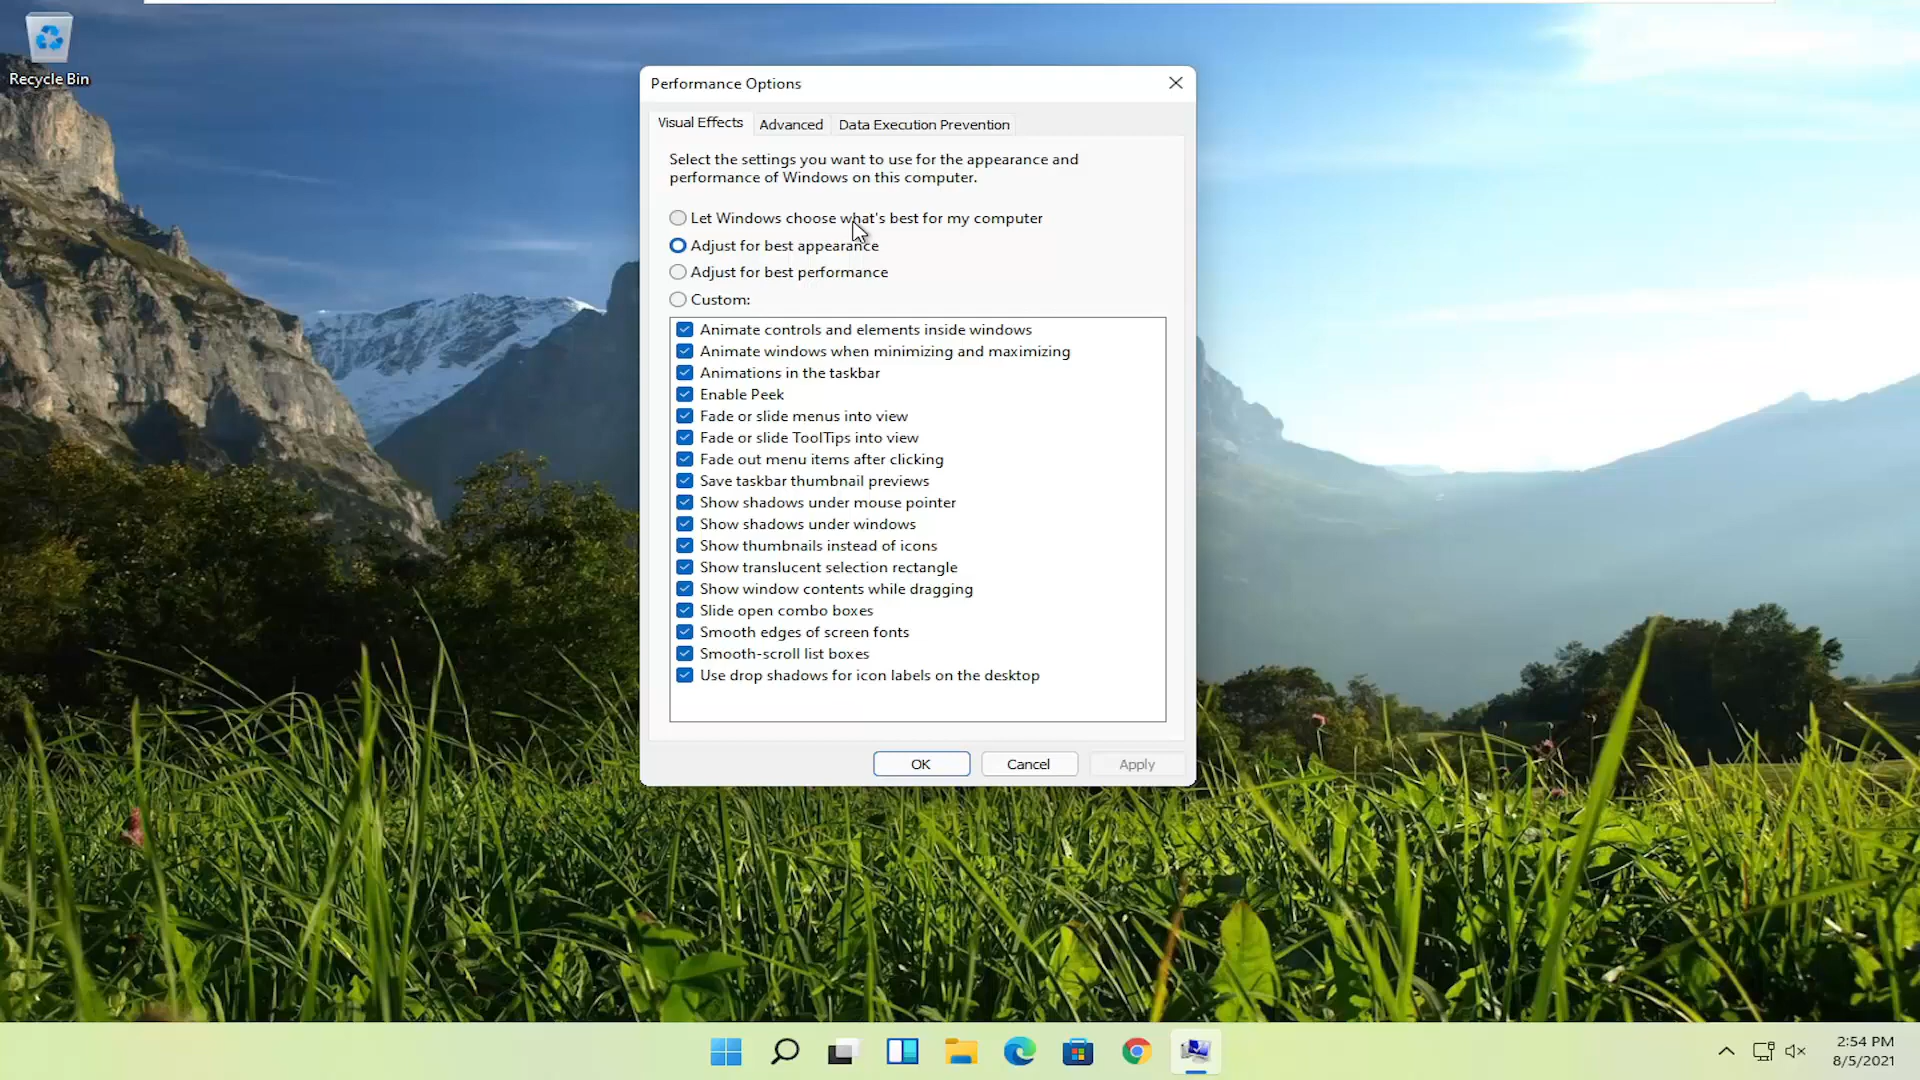 Recycle Bin
Performance Options
Visual Effects
Advanced
Data Execution Prevention
Select the settings you want to use for the appearance and
performance of Windows on this computer.
Let Windows choose what's best for my computer
Adjust for best appearance
Adjust for best performance
Custom:
Animate controls and elements inside windows
Animate windows when minimizing and maximizing
Animations in the taskbar
Enable Peek
Fade or slide menus into view
Fade or slide ToolTips into view
Fade out menu items after clicking
Save taskbar thumbnail previews
Show shadows under mouse pointer
Show shadows under windows
Show thumbnails instead of icons
Show translucent selection rectangle
Show window contents while dragging
Slide open combo boxes
Smooth edges of screen fonts
Smooth-scroll list boxes
Use drop shadows for icon labels on the desktop
OK
Cancel
Apply
2:54 PM
8/5/2021